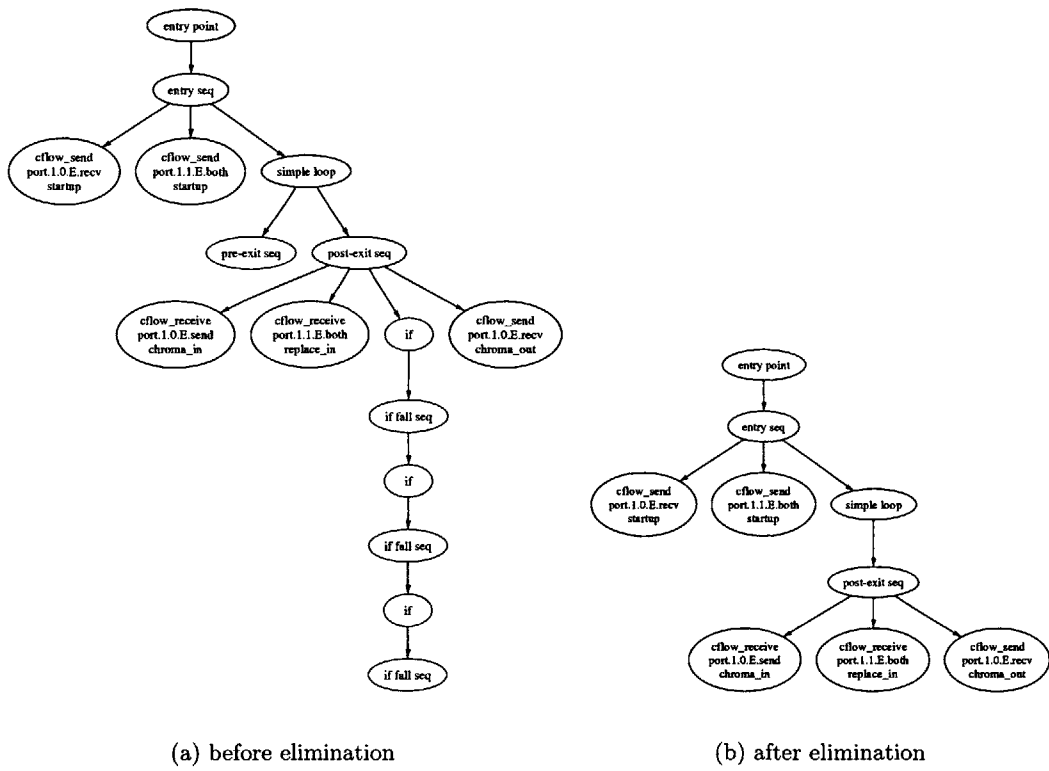 entry point
entry seq
cflow_send
port.1.0.E.recv
startup
cflow_send
port.1.1.E.both
startup
simple loop
pre-exit seq
post-exit seq
cflow_receive
port.1.0.E.send
chroma_in
cflow_receive
port.1.1.E.both
replace_in
if
cflow_send
port.1.0.E.recv
chroma_out
if fall seq
if
if fall seq
if
if fall seq
(a) before elimination
entry point
entry seq
cflow_send
port.1.0.E.recv
startup
cflow_send
port.1.1.E.both
startup
simple loop
post-exit seq
cflow_receive
port.1.0.E.send
chroma_in
cflow_receive
port.1.1.E.both
replace_in
cflow_send
port.1.0.E.recv
chroma_out
(b) after elimination